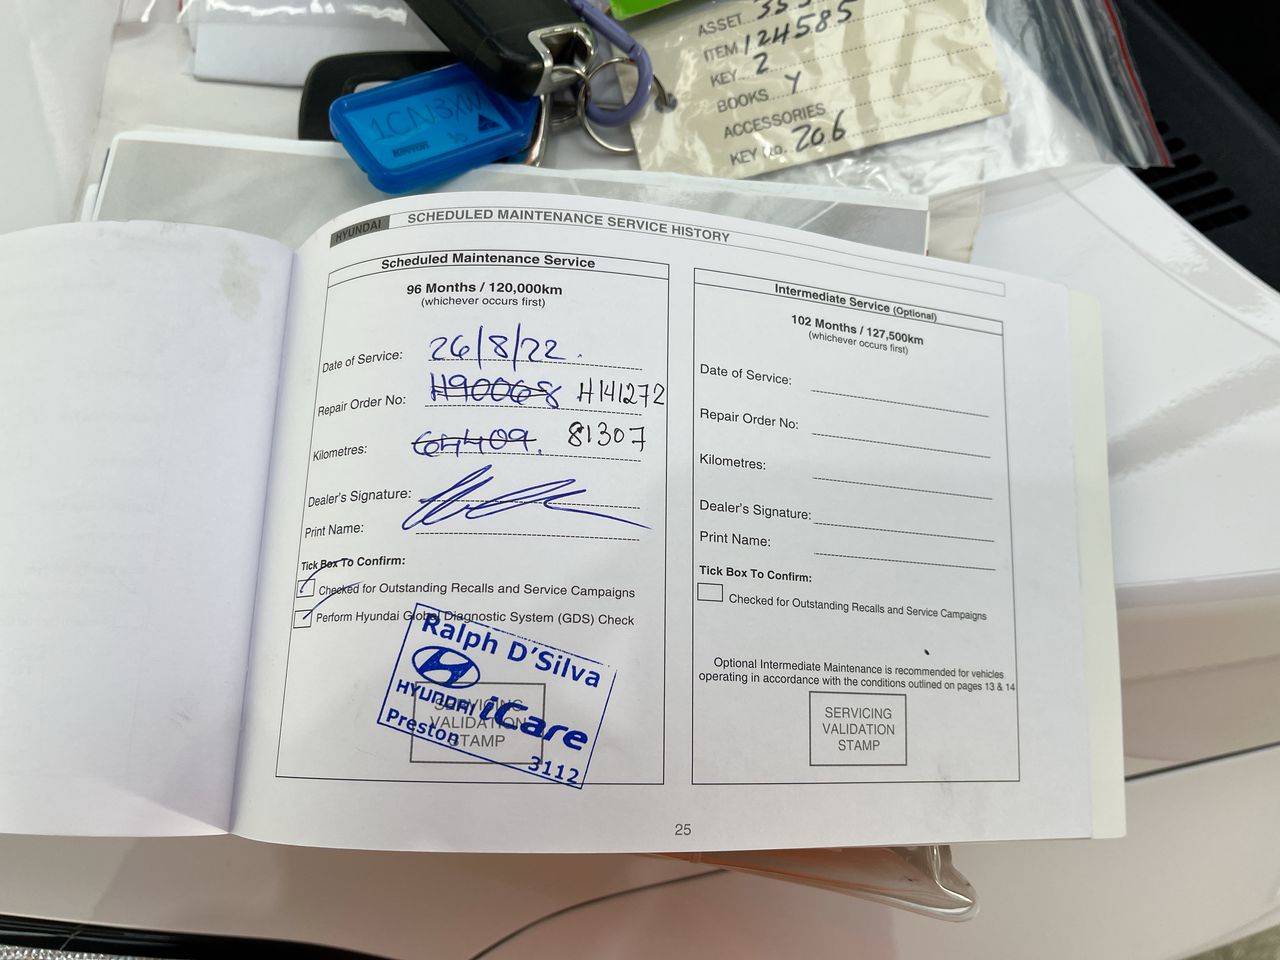 ASSET
ITEM 124585
KEY 2
BOOKS Y
ACCESSORIES
KEY No. 206
1CN3XW
HYUNDAI
SCHEDULED MAINTENANCE SERVICE HISTORY
Scheduled Maintenance Service
96 Months / 120,000km
(whichever occurs first)
Date of Service: 26/8/22.
Repair Order No: H90068 H141272
Kilometres: 64409. 81307
Dealer's Signature:
Print Name:
Tick Box To Confirm:
Checked for Outstanding Recalls and Service Campaigns
Perform Hyundai Global Diagnostic System (GDS) Check
Ralph D'Silva
HYUNDAI iCare
Preston 3112
SERVICING
VALIDATION
STAMP
Intermediate Service (Optional)
102 Months / 127,500km
(whichever occurs first)
Date of Service:
Repair Order No:
Kilometres:
Dealer's Signature:
Print Name:
Tick Box To Confirm:
Checked for Outstanding Recalls and Service Campaigns
Optional Intermediate Maintenance is recommended for vehicles
operating in accordance with the conditions outlined on pages 13 & 14
SERVICING
VALIDATION
STAMP
25